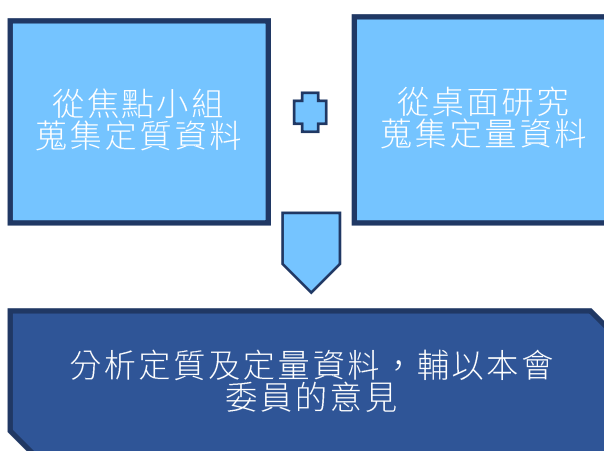 從焦點小組
蒐集定質資料
從桌面研究
蒐集定量資料
分析定質及定量資料，輔以本會
委員的意見